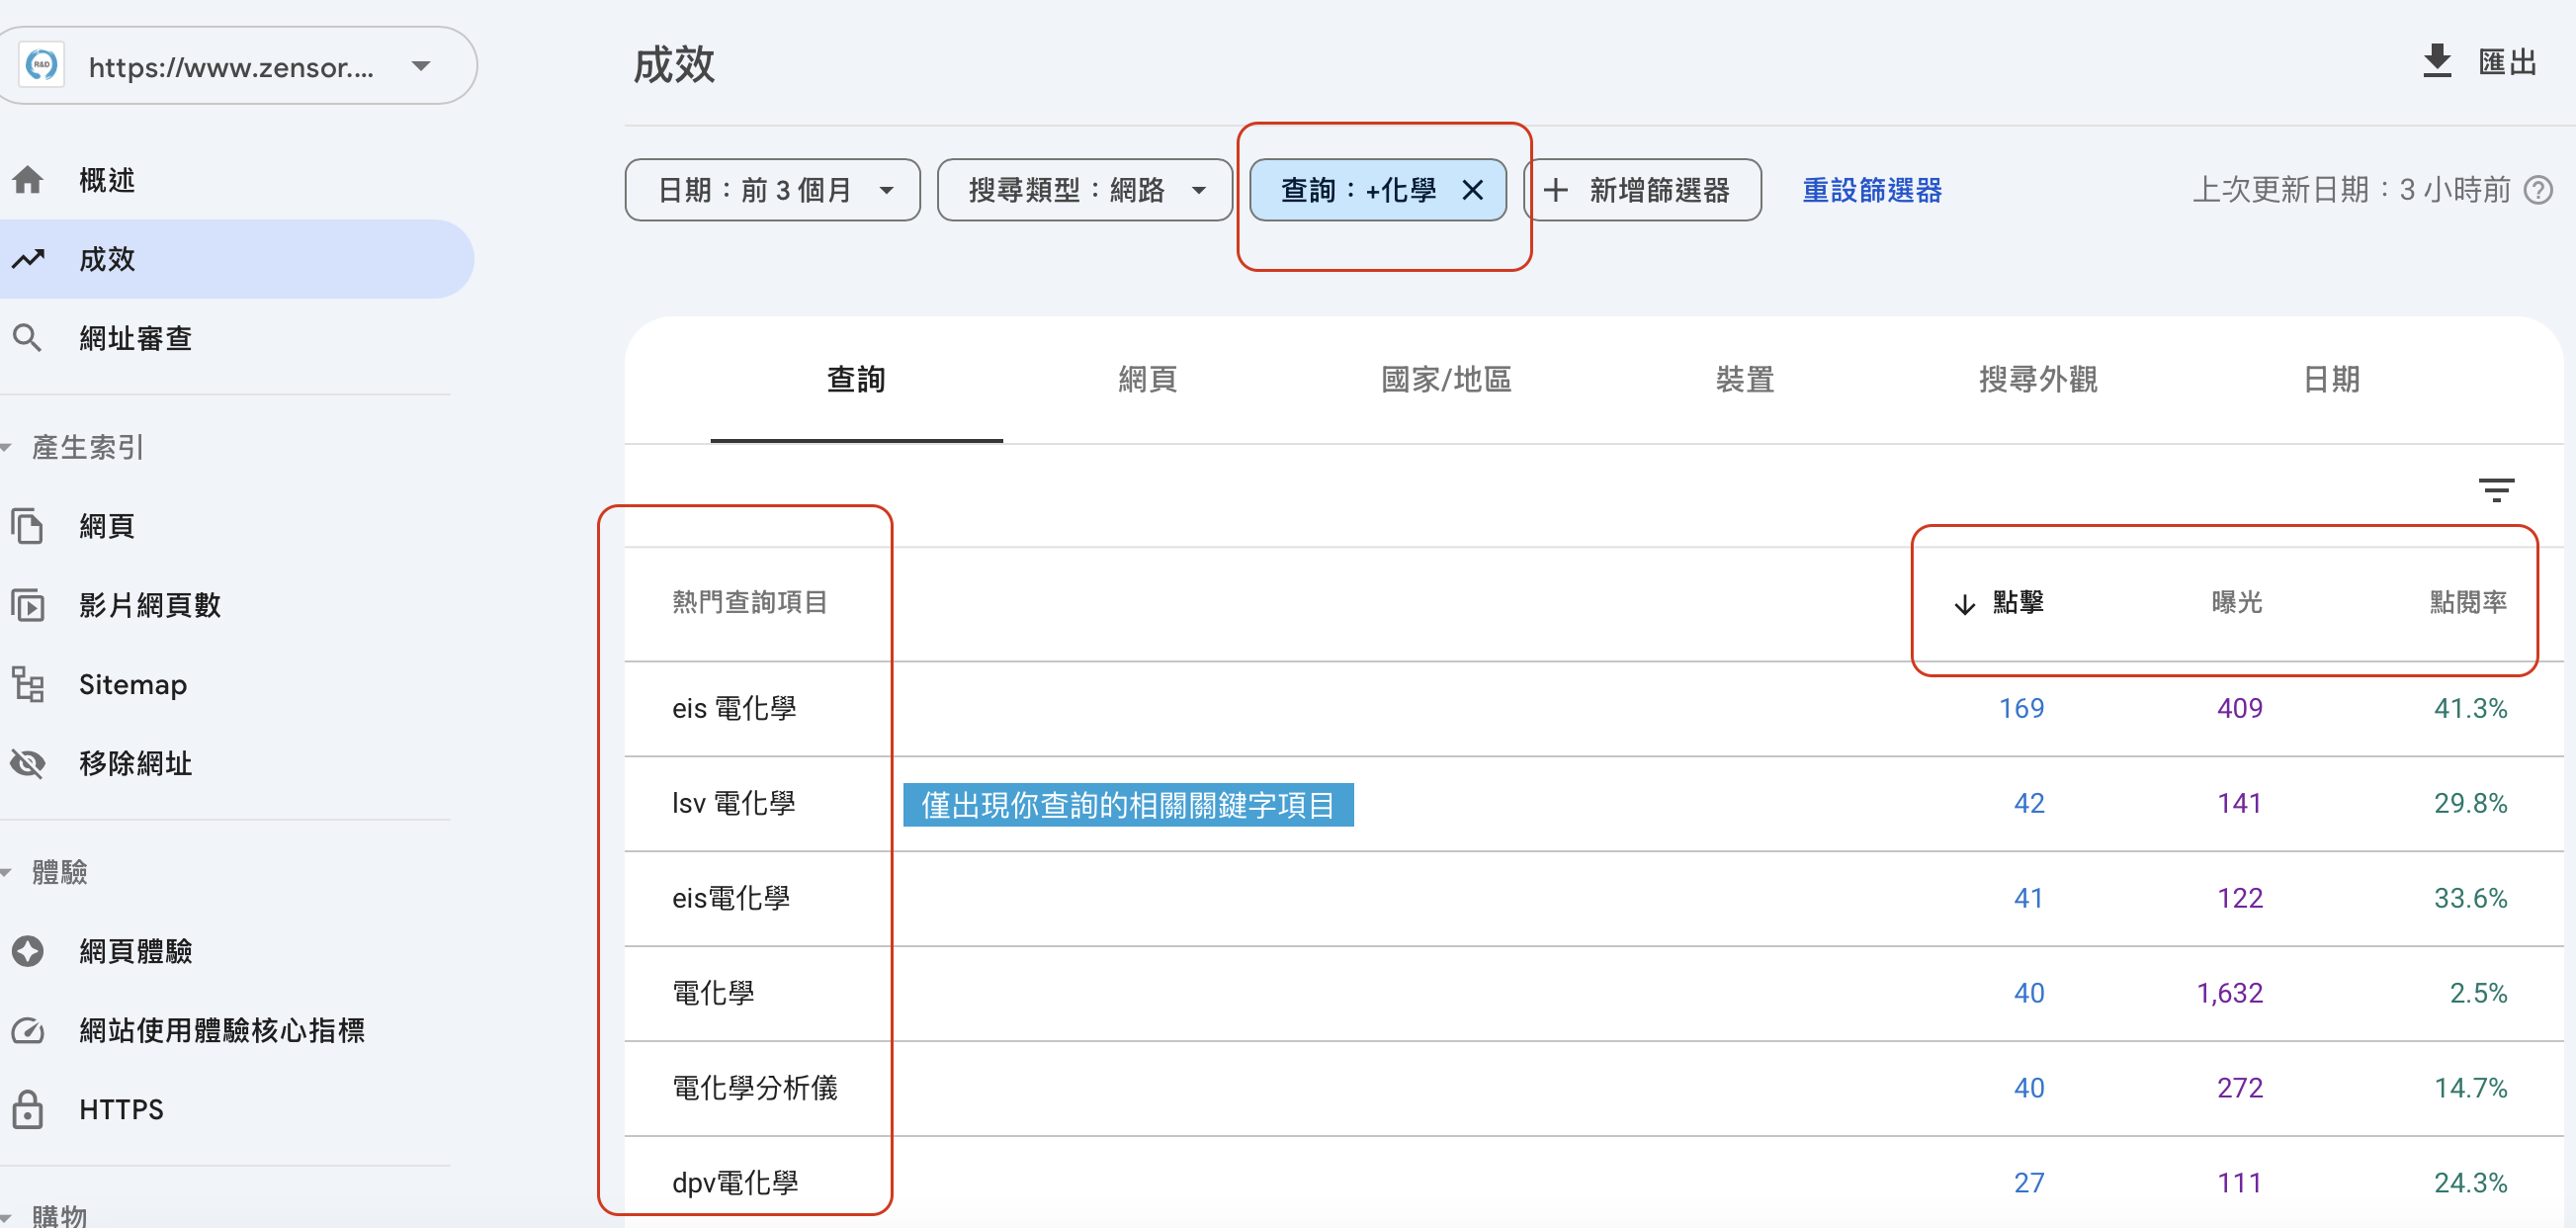 R&D
https://www.zensor....
概述
成效
網址審查
產生索引
網頁
影片網頁數
Sitemap
移除網址
體驗
網頁體驗
網站使用體驗核心指標
HTTPS
購物
成效
匯出
日期：前 3 個月
搜尋類型：網路
查詢：+化學
新增篩選器
重設篩選器
上次更新日期：3 小時前
查詢
網頁
國家/地區
裝置
搜尋外觀
日期
熱門查詢項目 點擊 曝光 點閱率
eis 電化學 169 409 41.3%
lsv 電化學 僅出現你查詢的相關關鍵字項目 42 141 29.8%
eis電化學 41 122 33.6%
電化學 40 1,632 2.5%
電化學分析儀 40 272 14.7%
dpv電化學 27 111 24.3%